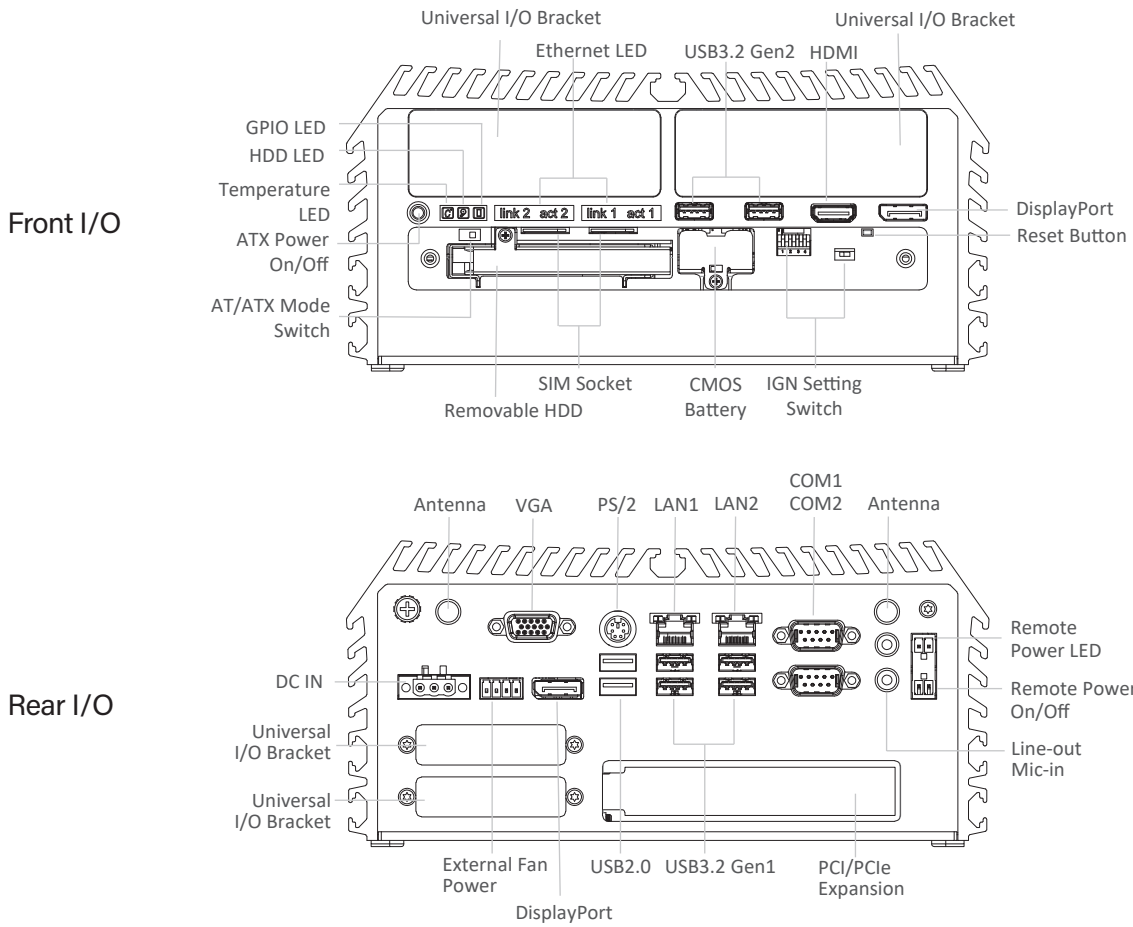 Universal I/O Bracket
Universal I/O Bracket
Ethernet LED
USB3.2 Gen2
HDMI
GPIO LED
HDD LED
Temperature
LED
ATX Power
On/Off
AT/ATX Mode
Switch
Front I/O
link 2 act 2
link 1 act 1
1 2 3 4
DisplayPort
Reset Button
SIM Socket
Removable HDD
CMOS
Battery
IGN Setting
Switch
Antenna
VGA
PS/2
LAN1
LAN2
COM1
COM2
Antenna
Rear I/O
DC IN
Universal
I/O Bracket
Universal
I/O Bracket
Remote
Power LED
Remote Power
On/Off
Line-out
Mic-in
External Fan
Power
DisplayPort
USB2.0
USB3.2 Gen1
PCI/PCIe
Expansion